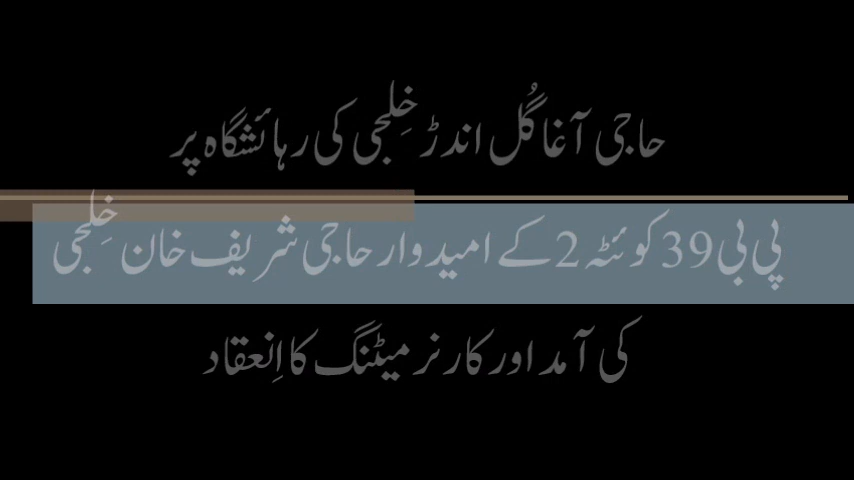 حاجی آغا گُل اندڑ خِلجی کی رہائشگاہ پر
پی بی 39 کوئٹہ 2 کے امیدوار حاجی شریف خان خِلجی
کی آمد اور کارنر میٹنگ کا اِنعقاد